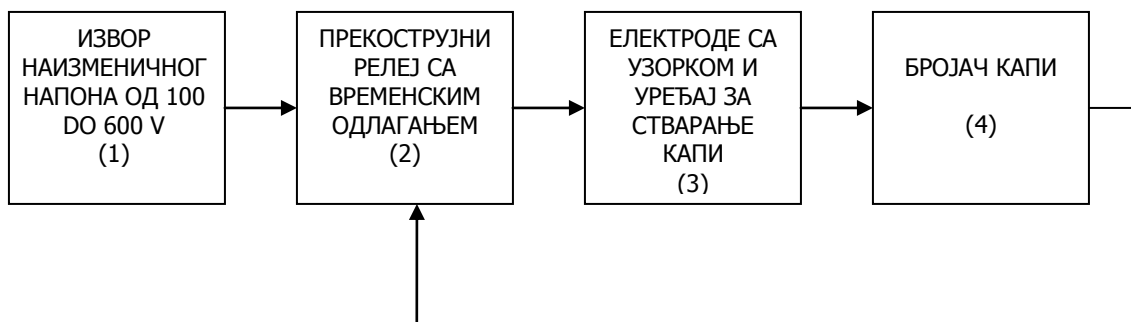 ИЗВОР
НАИЗМЕНИЧНОГ
НАПОНА ОД 100
DO 600 V
(1)
ПРЕКОСТРУЈНИ
РЕЛЕЈ СА
ВРЕМЕНСКИМ
ОДЛАГАЊЕМ
(2)
ЕЛЕКТРОДЕ СА
УЗОРКОМ И
УРЕЂАЈ ЗА
СТВАРАЊЕ
КАПИ
(3)
БРОЈАЧ КАПИ
(4)